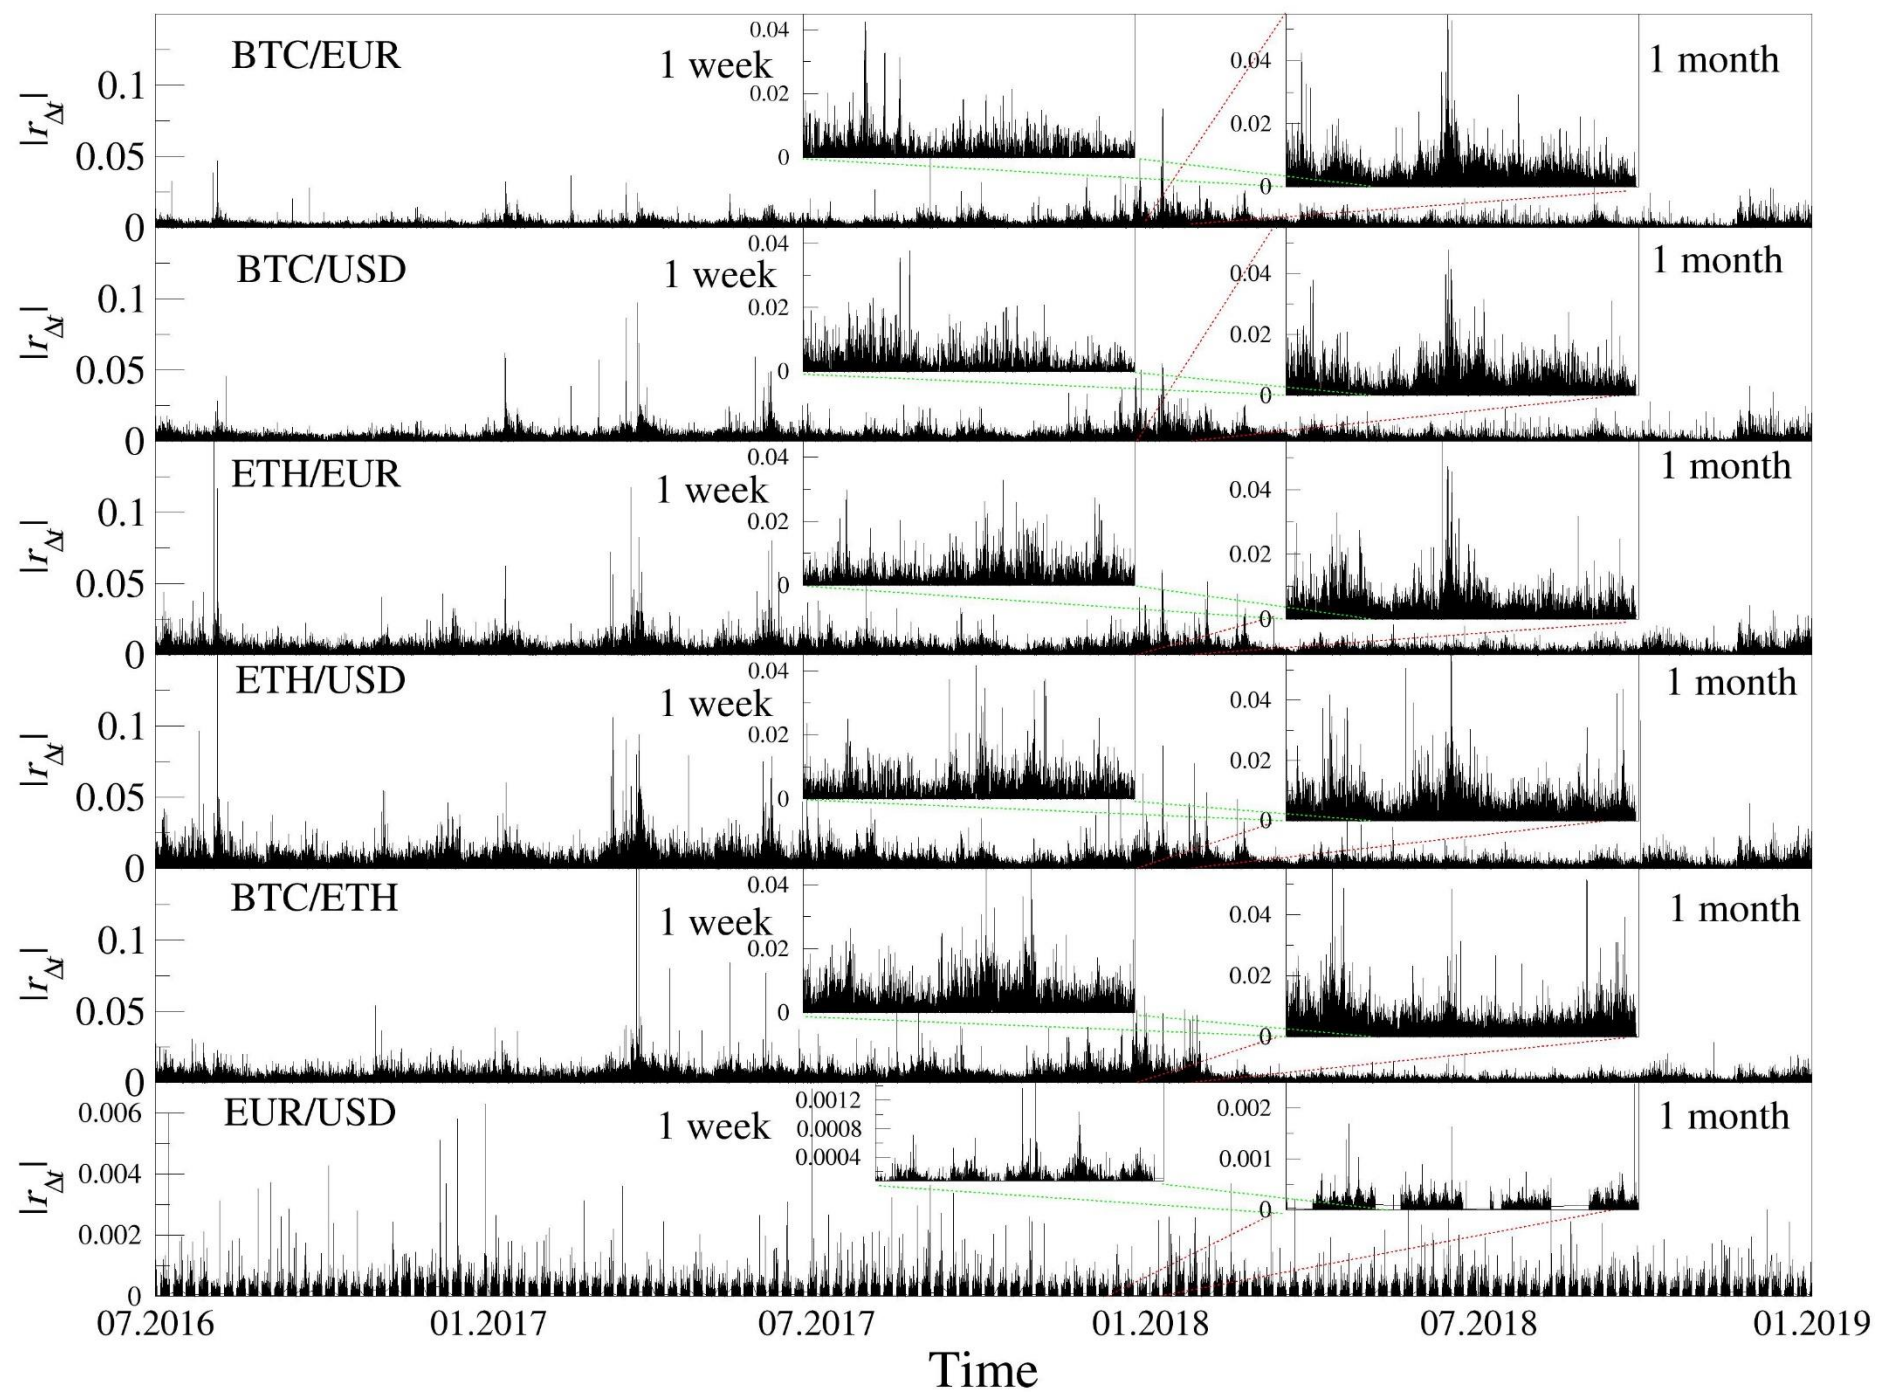 BTC/EUR
1 week
1 month
|r_Δt|
0.1
0.05
0
0.04
0.02
0
0.04
0.02
0
BTC/USD
1 week
1 month
|r_Δt|
0.1
0.05
0
0.04
0.02
0
0.04
0.02
0
ETH/EUR
1 week
1 month
|r_Δt|
0.1
0.05
0
0.04
0.02
0
0.04
0.02
0
ETH/USD
1 week
1 month
|r_Δt|
0.1
0.05
0
0.04
0.02
0
0.04
0.02
0
BTC/ETH
1 week
1 month
|r_Δt|
0.1
0.05
0
0.04
0.02
0
0.04
0.02
0
EUR/USD
1 week
1 month
|r_Δt|
0.006
0.004
0.002
0
0.0012
0.0008
0.0004
0.002
0.001
0
07.2016 01.2017 07.2017 01.2018 07.2018 01.2019
Time